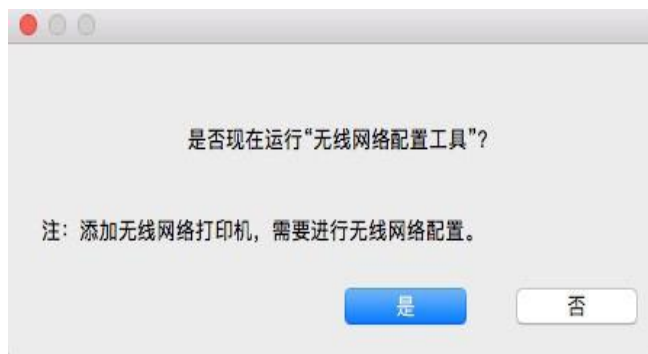 是否现在运行“无线网络配置工具”?
注：添加无线网络打印机，需要进行无线网络配置。
是
否